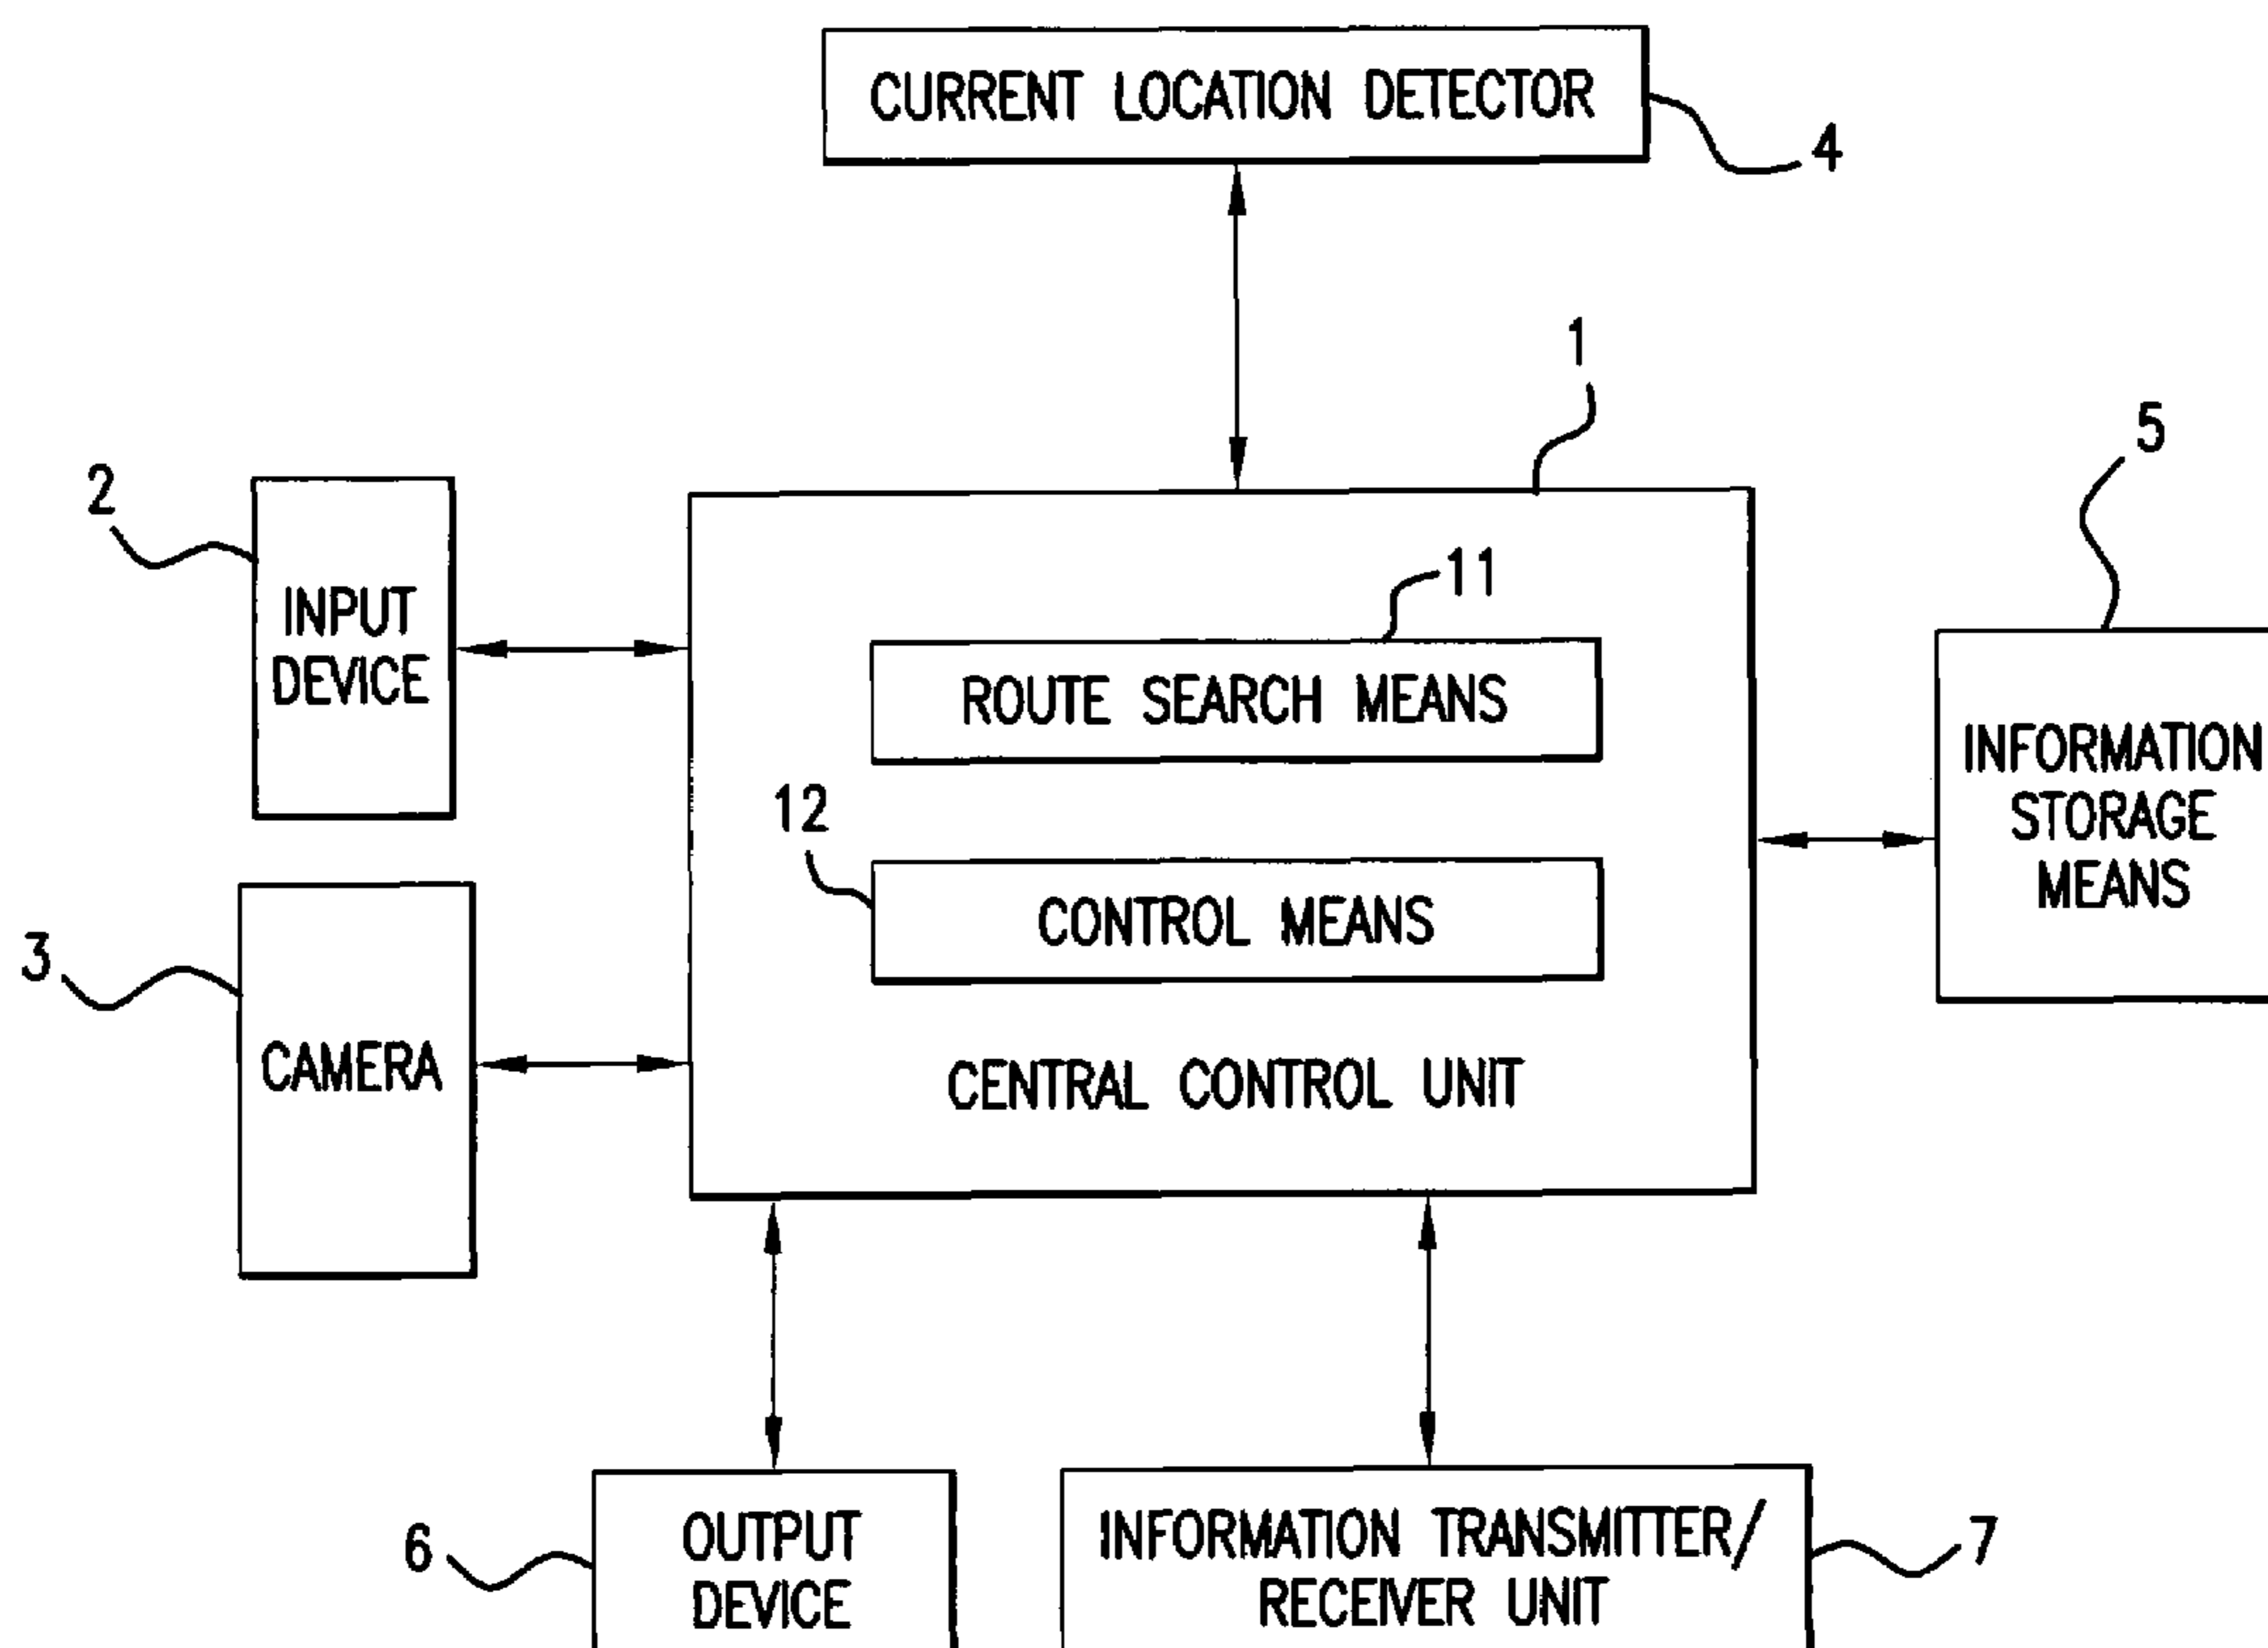 CURRENT LOCATION DETECTOR
4
1
5
2
INPUT
DEVICE
11
ROUTE SEARCH MEANS
INFORMATION
STORAGE
MEANS
12
CONTROL MEANS
3
CAMERA
CENTRAL CONTROL UNIT
6
OUTPUT
DEVICE
INFORMATION TRANSMITTER/
RECEIVER UNIT
7